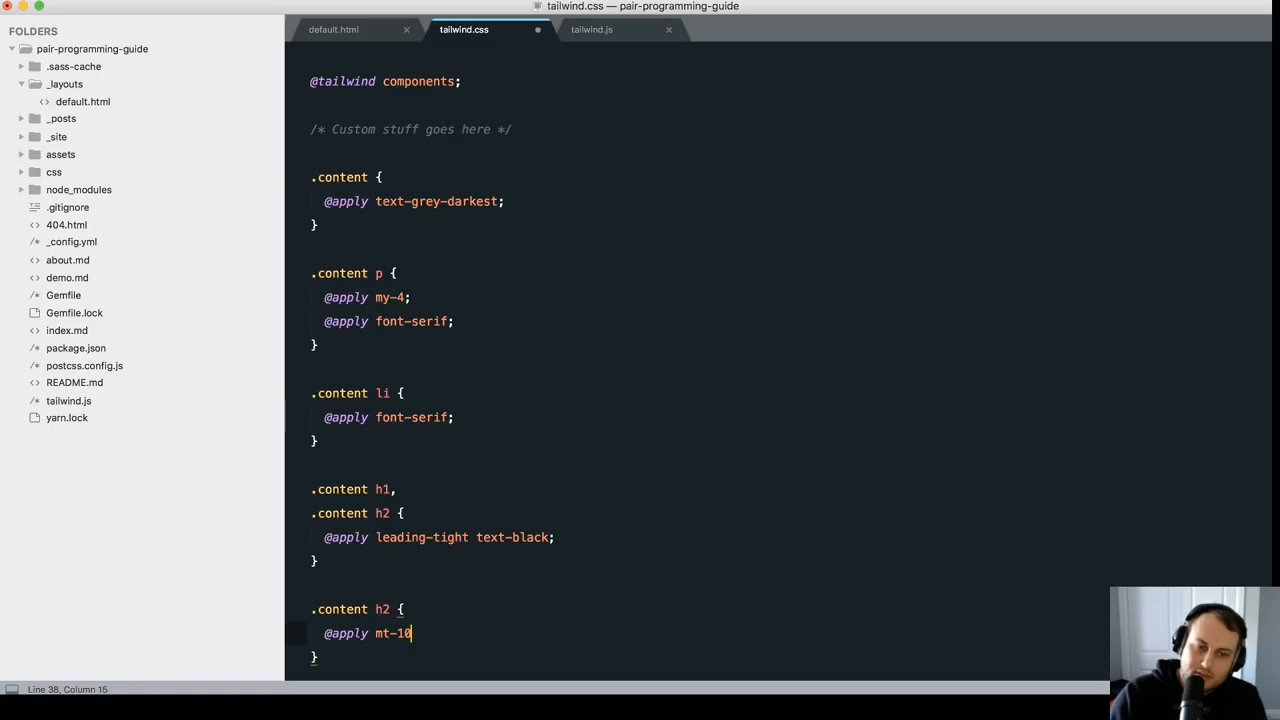 tailwind.css — pair-programming-guide
FOLDERS
pair-programming-guide
.sass-cache
_layouts
<> default.html
_posts
_site
assets
css
node_modules
.gitignore
<> 404.html
/* _config.yml
<> about.md
<> demo.md
/* Gemfile
Gemfile.lock
<> index.md
/* package.json
/* postcss.config.js
<> README.md
/* tailwind.js
yarn.lock
default.html × tailwind.css tailwind.js ×
@tailwind components;
/* Custom stuff goes here */
.content {
@apply text-grey-darkest;
}
.content p {
@apply my-4;
@apply font-serif;
}
.content li {
@apply font-serif;
}
.content h1,
.content h2 {
@apply leading-tight text-black;
}
.content h2 {
@apply mt-10
}
Line 38, Column 15